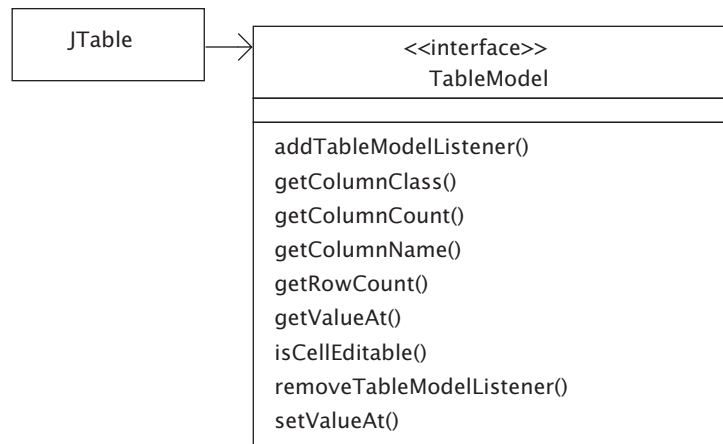 JTable
<<interface>>
TableModel
addTableModelListener()
getColumnClass()
getColumnCount()
getColumnName()
getRowCount()
getValueAt()
isCellEditable()
removeTableModelListener()
setValueAt()